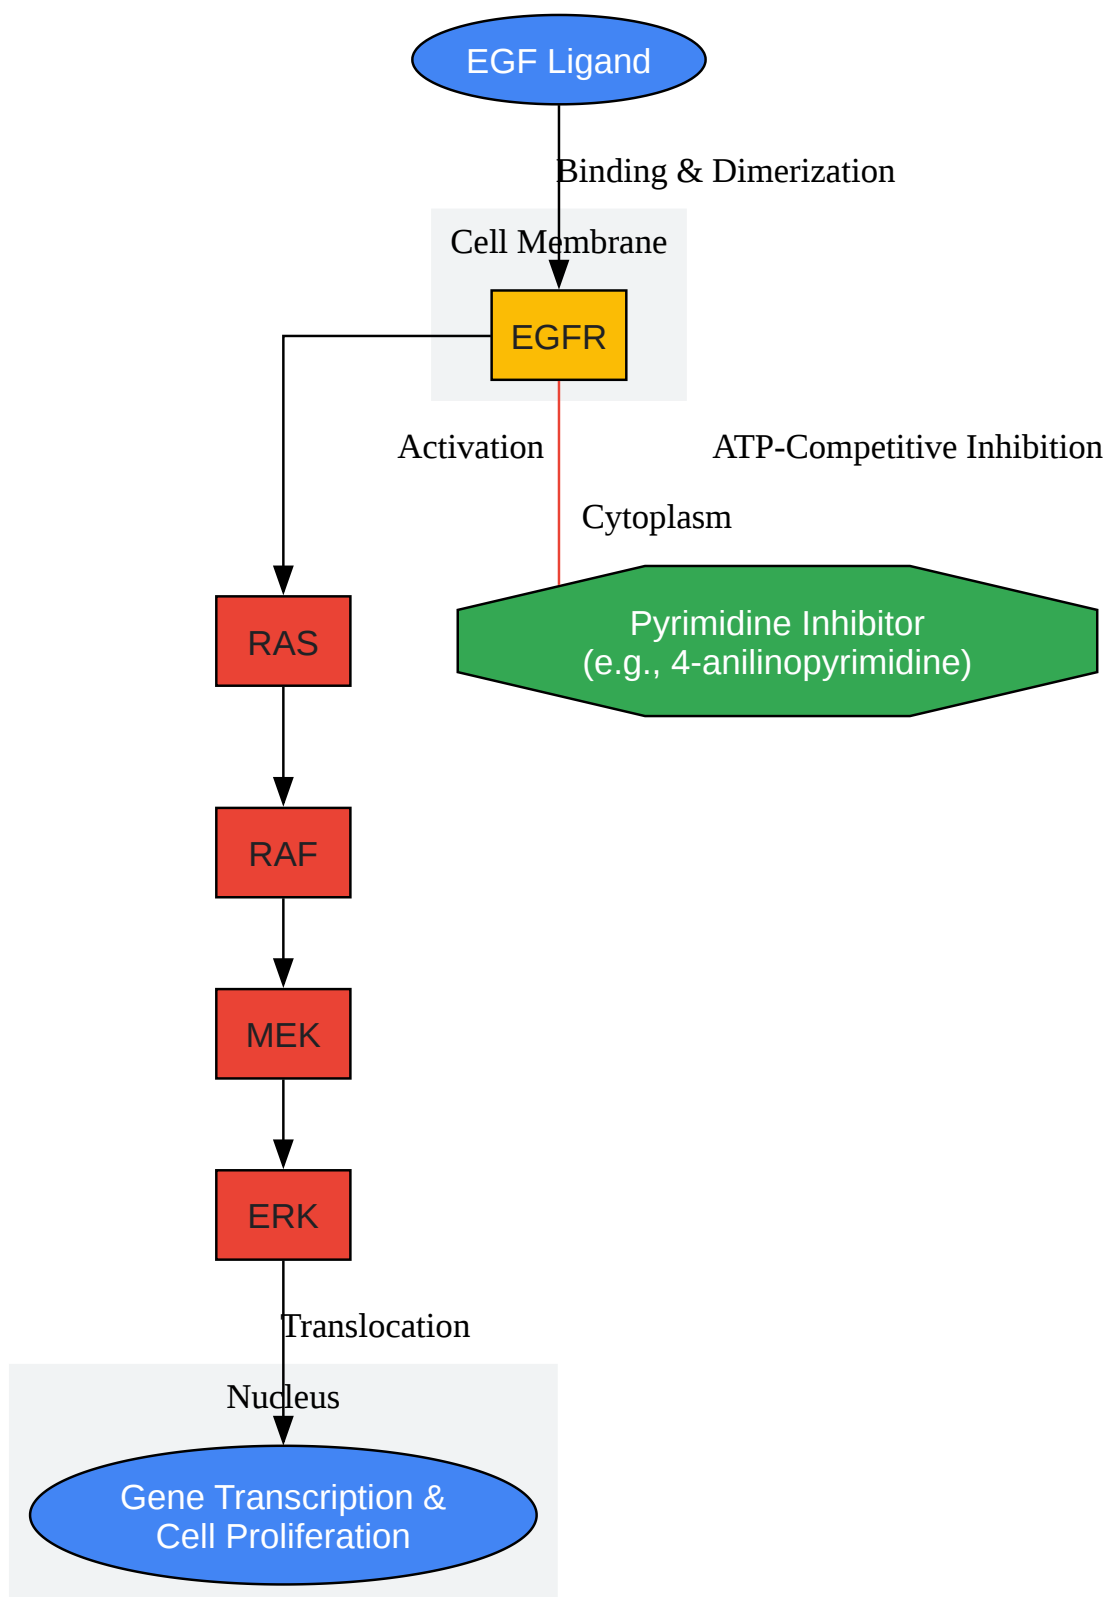 EGF Ligand
Binding & Dimerization
Cell Membrane
EGFR
Activation
ATP-Competitive Inhibition
Cytoplasm
Pyrimidine Inhibitor
(e.g., 4-anilinopyrimidine)
RAS
RAF
MEK
ERK
Translocation
Nucleus
Gene Transcription &
Cell Proliferation